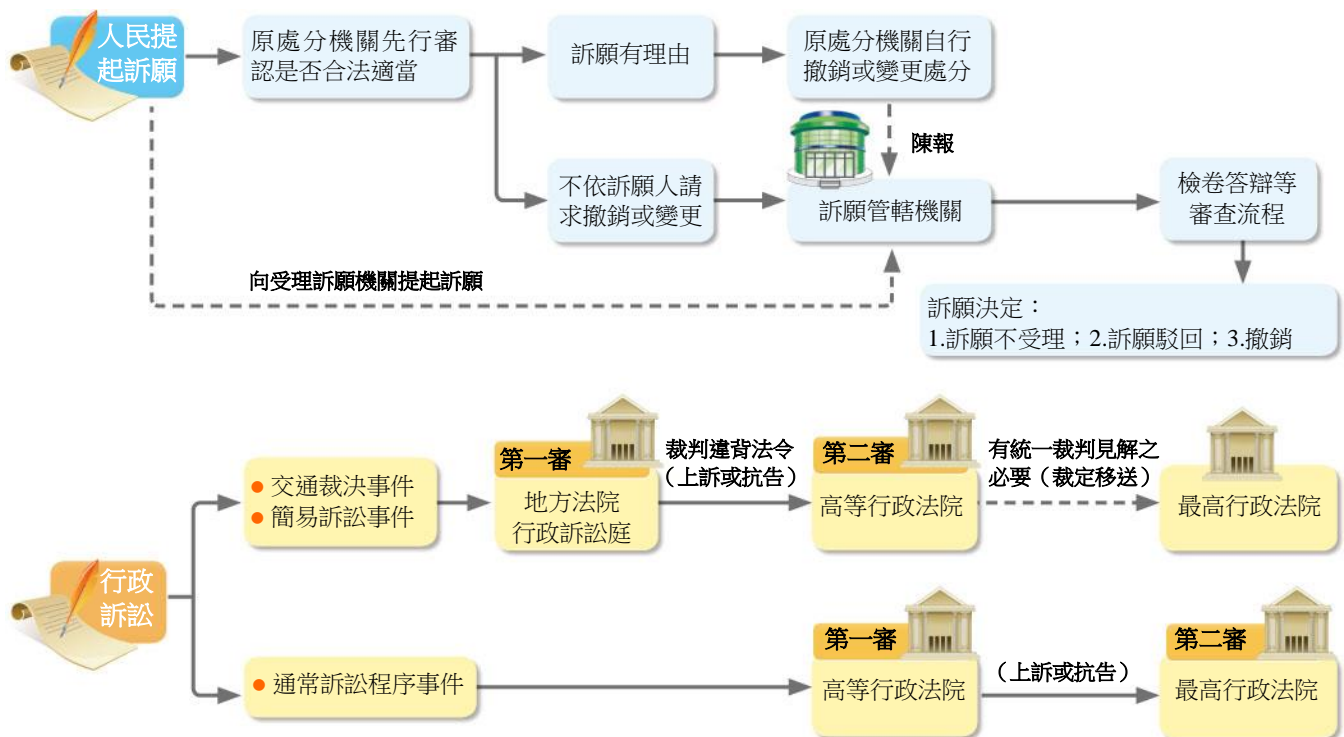 人民提
起訴願
原處分機關先行審
認是否合法適當
訴願有理由
原處分機關自行
撤銷或變更處分
陳報
不依訴願人請
求撤銷或變更
訴願管轄機關
檢卷答辯等
審查流程
向受理訴願機關提起訴願
訴願決定：
1.訴願不受理；2.訴願駁回；3.撤銷
行政
訴訟
● 交通裁決事件
● 簡易訴訟事件
第一審
地方法院
行政訴訟庭
裁判違背法令
（上訴或抗告）
第二審
高等行政法院
有統一裁判見解之
必要（裁定移送）
最高行政法院
● 通常訴訟程序事件
第一審
高等行政法院
（上訴或抗告）
第二審
最高行政法院